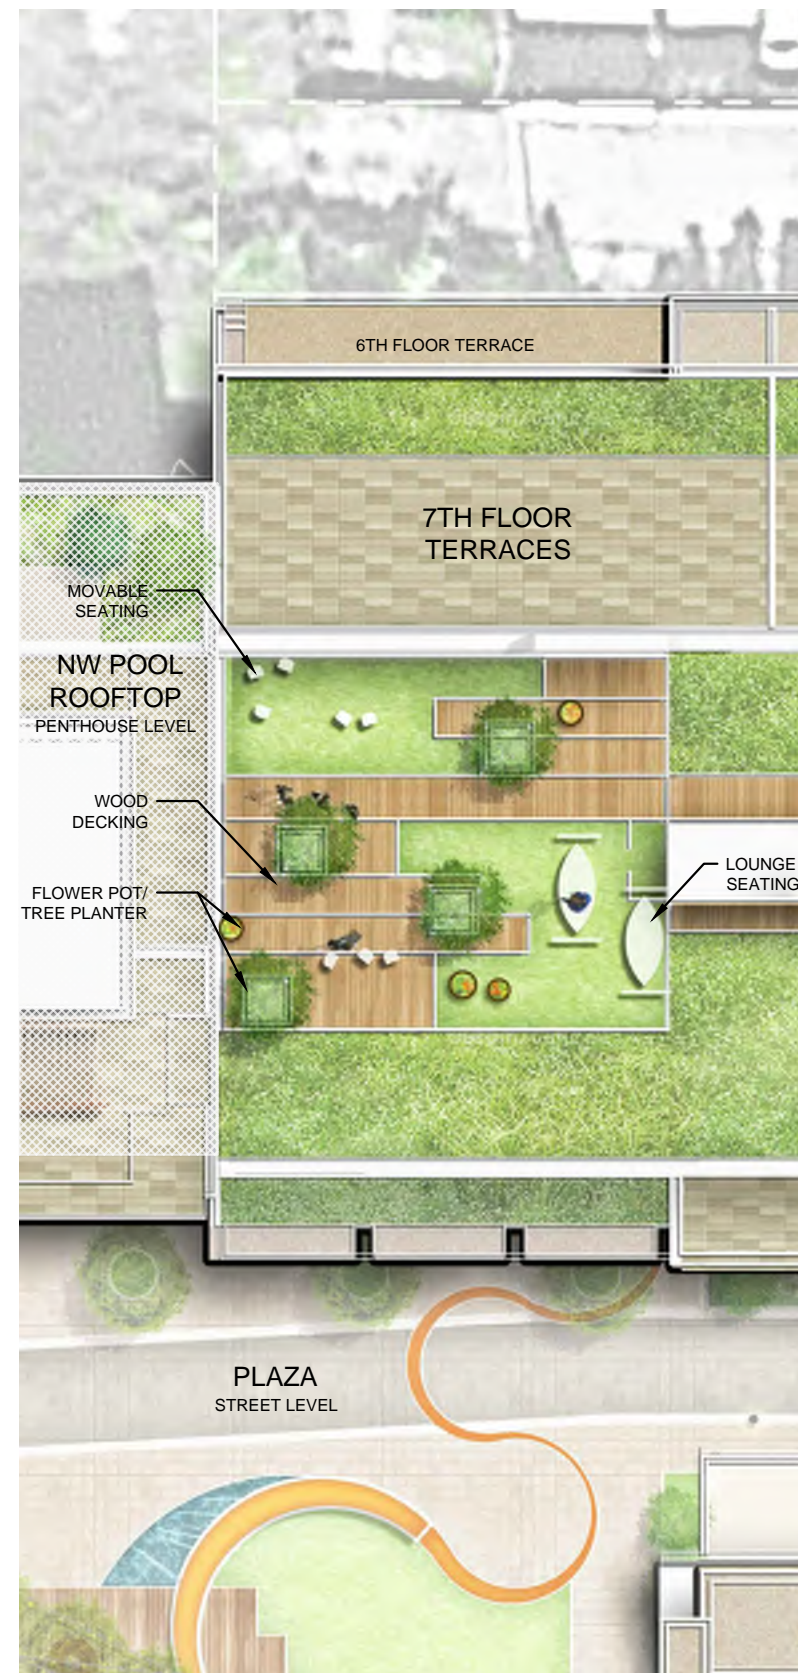 6TH FLOOR TERRACE
7TH FLOOR
TERRACES
MOVABLE
SEATING
NW POOL
ROOFTOP
PENTHOUSE LEVEL
WOOD
DECKING
LOUNGE
SEATING
FLOWER POT/
TREE PLANTER
PLAZA
STREET LEVEL